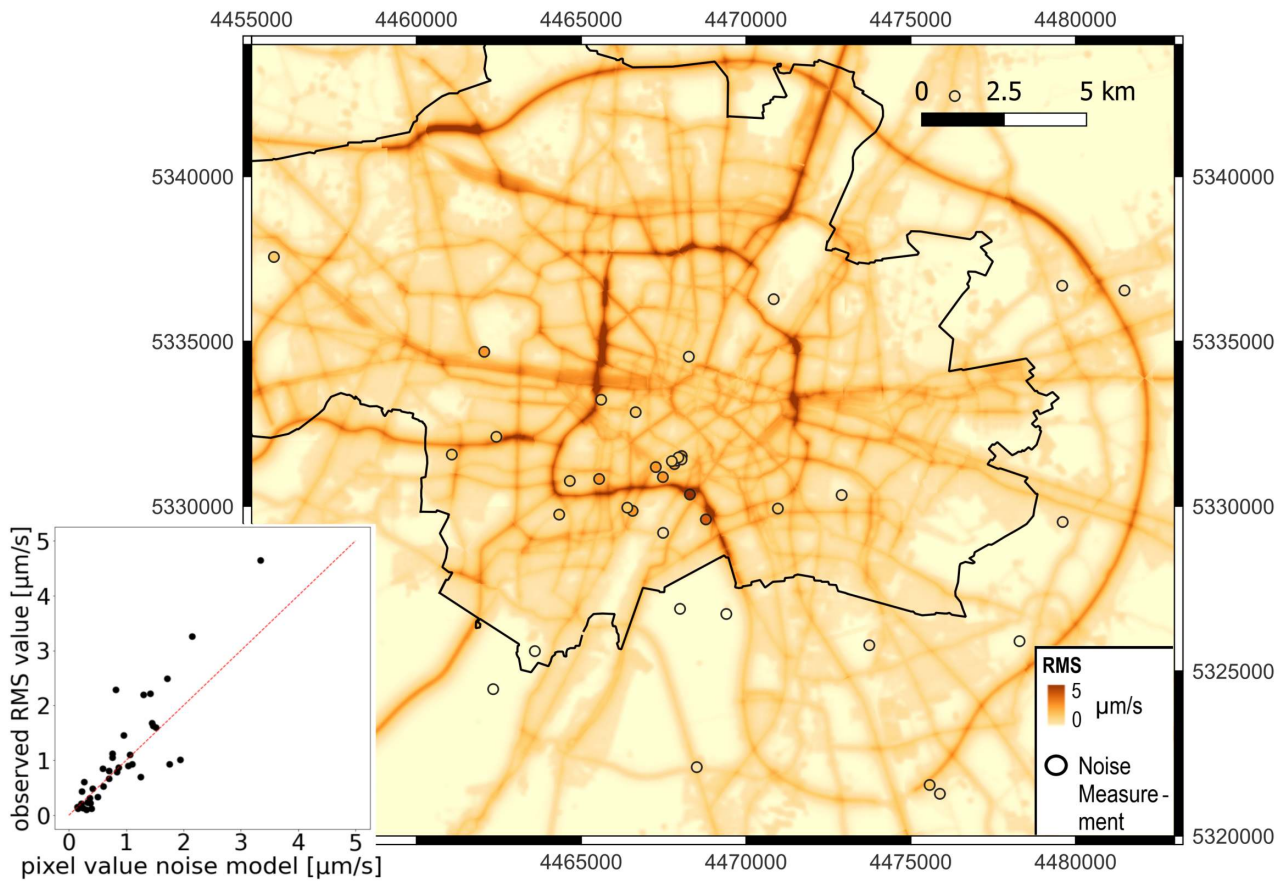 4455000 4460000 4465000 4470000 4475000 4480000
0 2.5 5 km
5340000 5340000
5335000 5335000
5330000 5330000
5325000
5320000
RMS
5
0
μm/s
Noise
Measure -
ment
4465000 4470000 4475000 4480000
observed RMS value [μm/s]
5
4
3
2
1
0
0 1 2 3 4 5
pixel value noise model [μm/s]